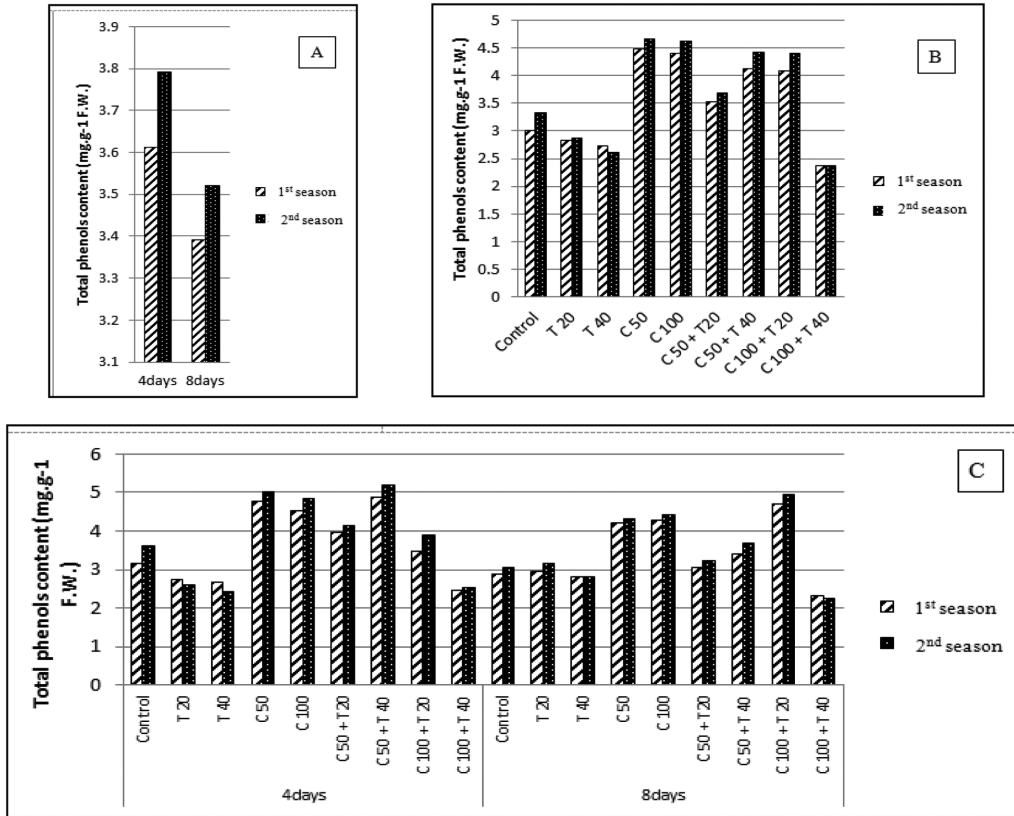 A
Total phenols content (mg.g-1 F.W.)
3.9
3.8
3.7
3.6
3.5
3.4
3.3
3.2
3.1
4days 8days
1st season
2nd season
B
Total phenols content (mg.g-1 F.W.)
5
4.5
4
3.5
3
2.5
2
1.5
1
0.5
0
Control
T 20
T 40
C 50
C 100
C 50 + T20
C 50 + T 40
C 100 + T 20
C 100 + T 40
1st season
2nd season
C
Total phenols content (mg.g-1
F.W.)
6
5
4
3
2
1
0
Control
T 20
T 40
C 50
C 100
C 50 + T20
C 50 + T 40
C 100 + T 20
C 100 + T 40
Control
T 20
T 40
C 50
C 100
C 50 + T20
C 50 + T 40
C 100 + T 20
C 100 + T 40
4days
8days
1st season
2nd season